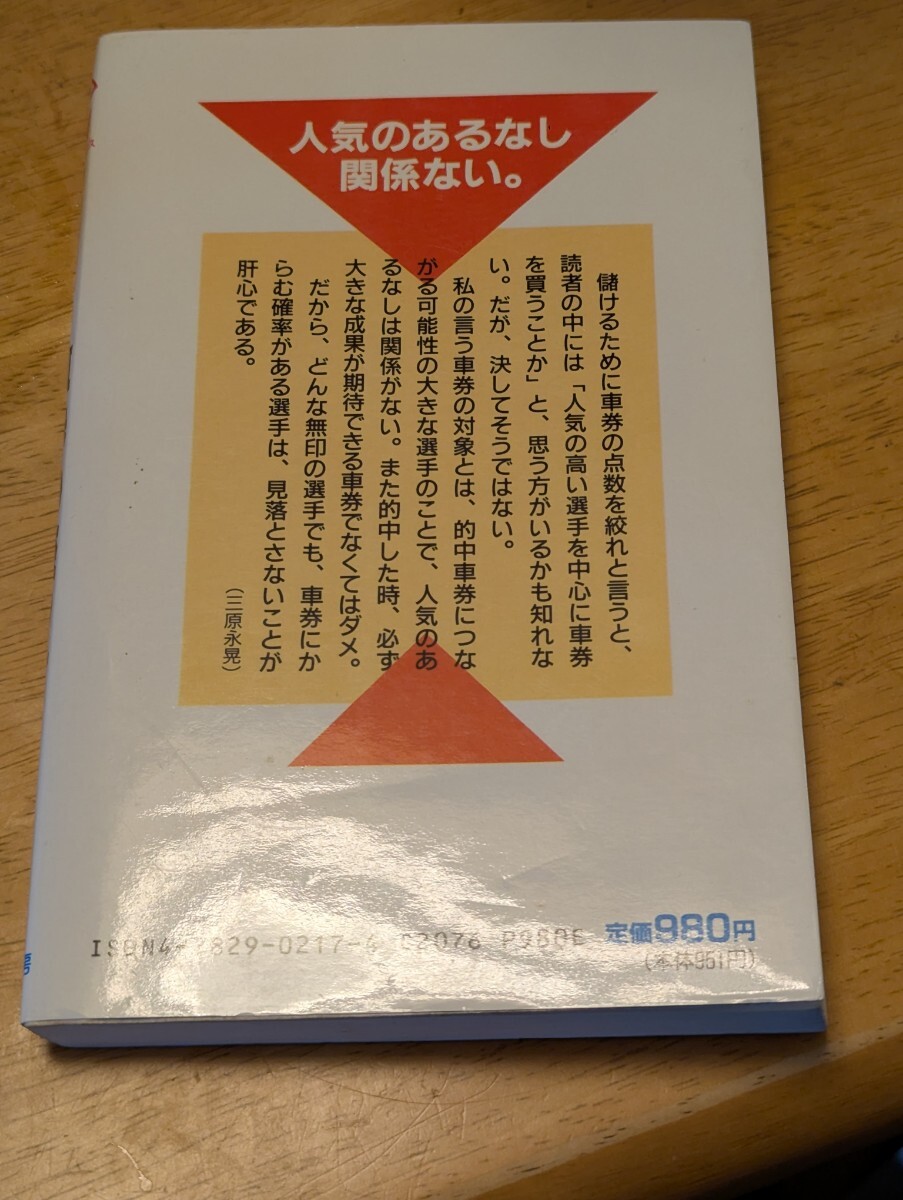 人気のあるなし
関係ない。
儲けるために車券の点数を絞れと言うと、
読者の中には「人気の高い選手を中心に車券
を買うことか」と、思う方がいるかも知れな
い。だが、決してそうではない。
私の言う車券の対象とは、的中車券につな
がる可能性の大きな選手のことで、人気のあ
るなしは関係がない。また的中した時、必ず
大きな成果が期待できる車券でなくてはダメ。
だから、どんな無印の選手でも、車券にか
らむ確率がある選手は、見落とさないことが
肝心である。
(三原永晃)
ISBN4-7829-0217- C2076 P980E
定価980円
(本体951円)